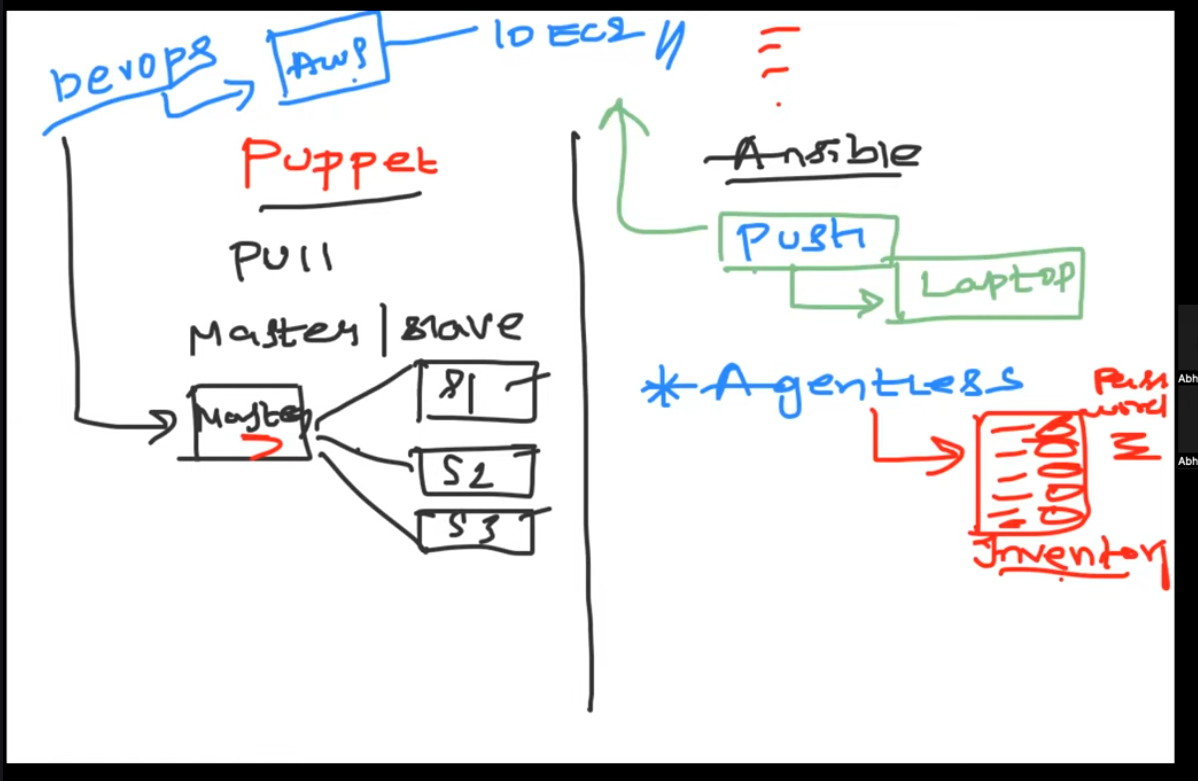 Devops
AWS
10 EC2
Puppet
Pull
Master | slave
Master
S1
S2
S3
Ansible
Push
Laptop
* Agentless
Pass
word
Inventory
Abh
Abh